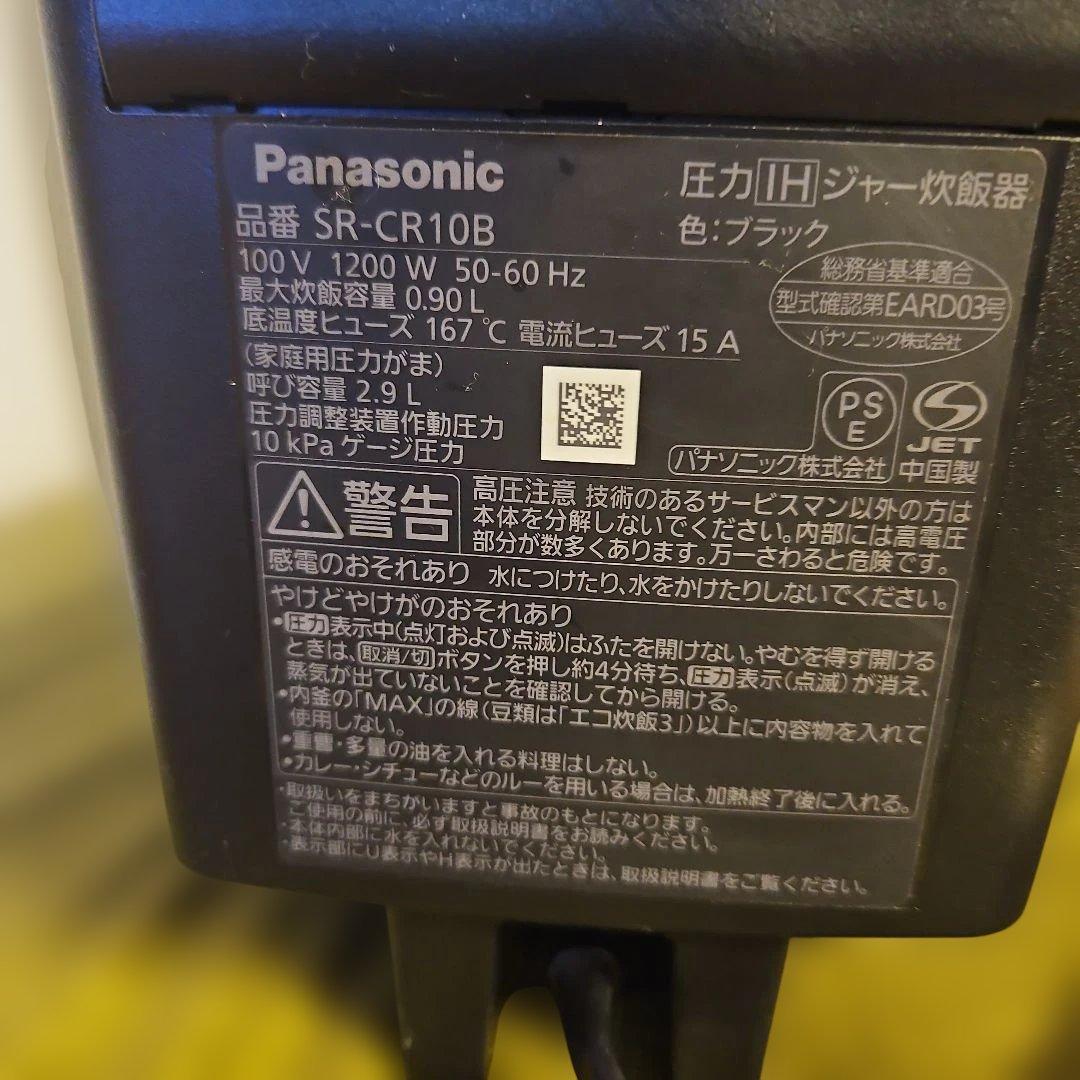 Panasonic
圧力IHジャー炊飯器
品番 SR-CR10B
色:ブラック
100 V 1200 W 50-60 Hz
最大炊飯容量 0.90 L
底温度ヒューズ 167 ℃ 電流ヒューズ 15 A
総務省基準適合
型式確認第EARD03号
パナソニック株式会社
(家庭用圧力がま)
呼び容量 2.9 L
圧力調整装置作動圧力
10 kPa ゲージ圧力
PS
E
JET
パナソニック株式会社
中国製
警告
高圧注意 技術のあるサービスマン以外の方は
本体を分解しないでください。内部には高電圧
部分が数多くあります。万一さわると危険です。
感電のおそれあり 水につけたり、水をかけたりしないでください。
やけどやけがのおそれあり
•圧力表示中(点灯および点滅)はふたを開けない。やむを得ず開ける
ときは、取消/切ボタンを押し約4分待ち、圧力表示(点滅)が消え、
蒸気が出ていないことを確認してから開ける。
•内釜の「MAX」の線(豆類は「エコ炊飯3」)以上に内容物を入れて
使用しない。
•重曹・多量の油を入れる料理はしない。
•カレー・シチューなどのルーを用いる場合は、加熱終了後に入れる。
•取扱いをまちがいますと事故のもとになります。
ご使用の前に、必ず取扱説明書をお読みください。
•本体内部に水を入れないでください。
•表示部にU表示やH表示が出たときは、取扱説明書をご覧ください。